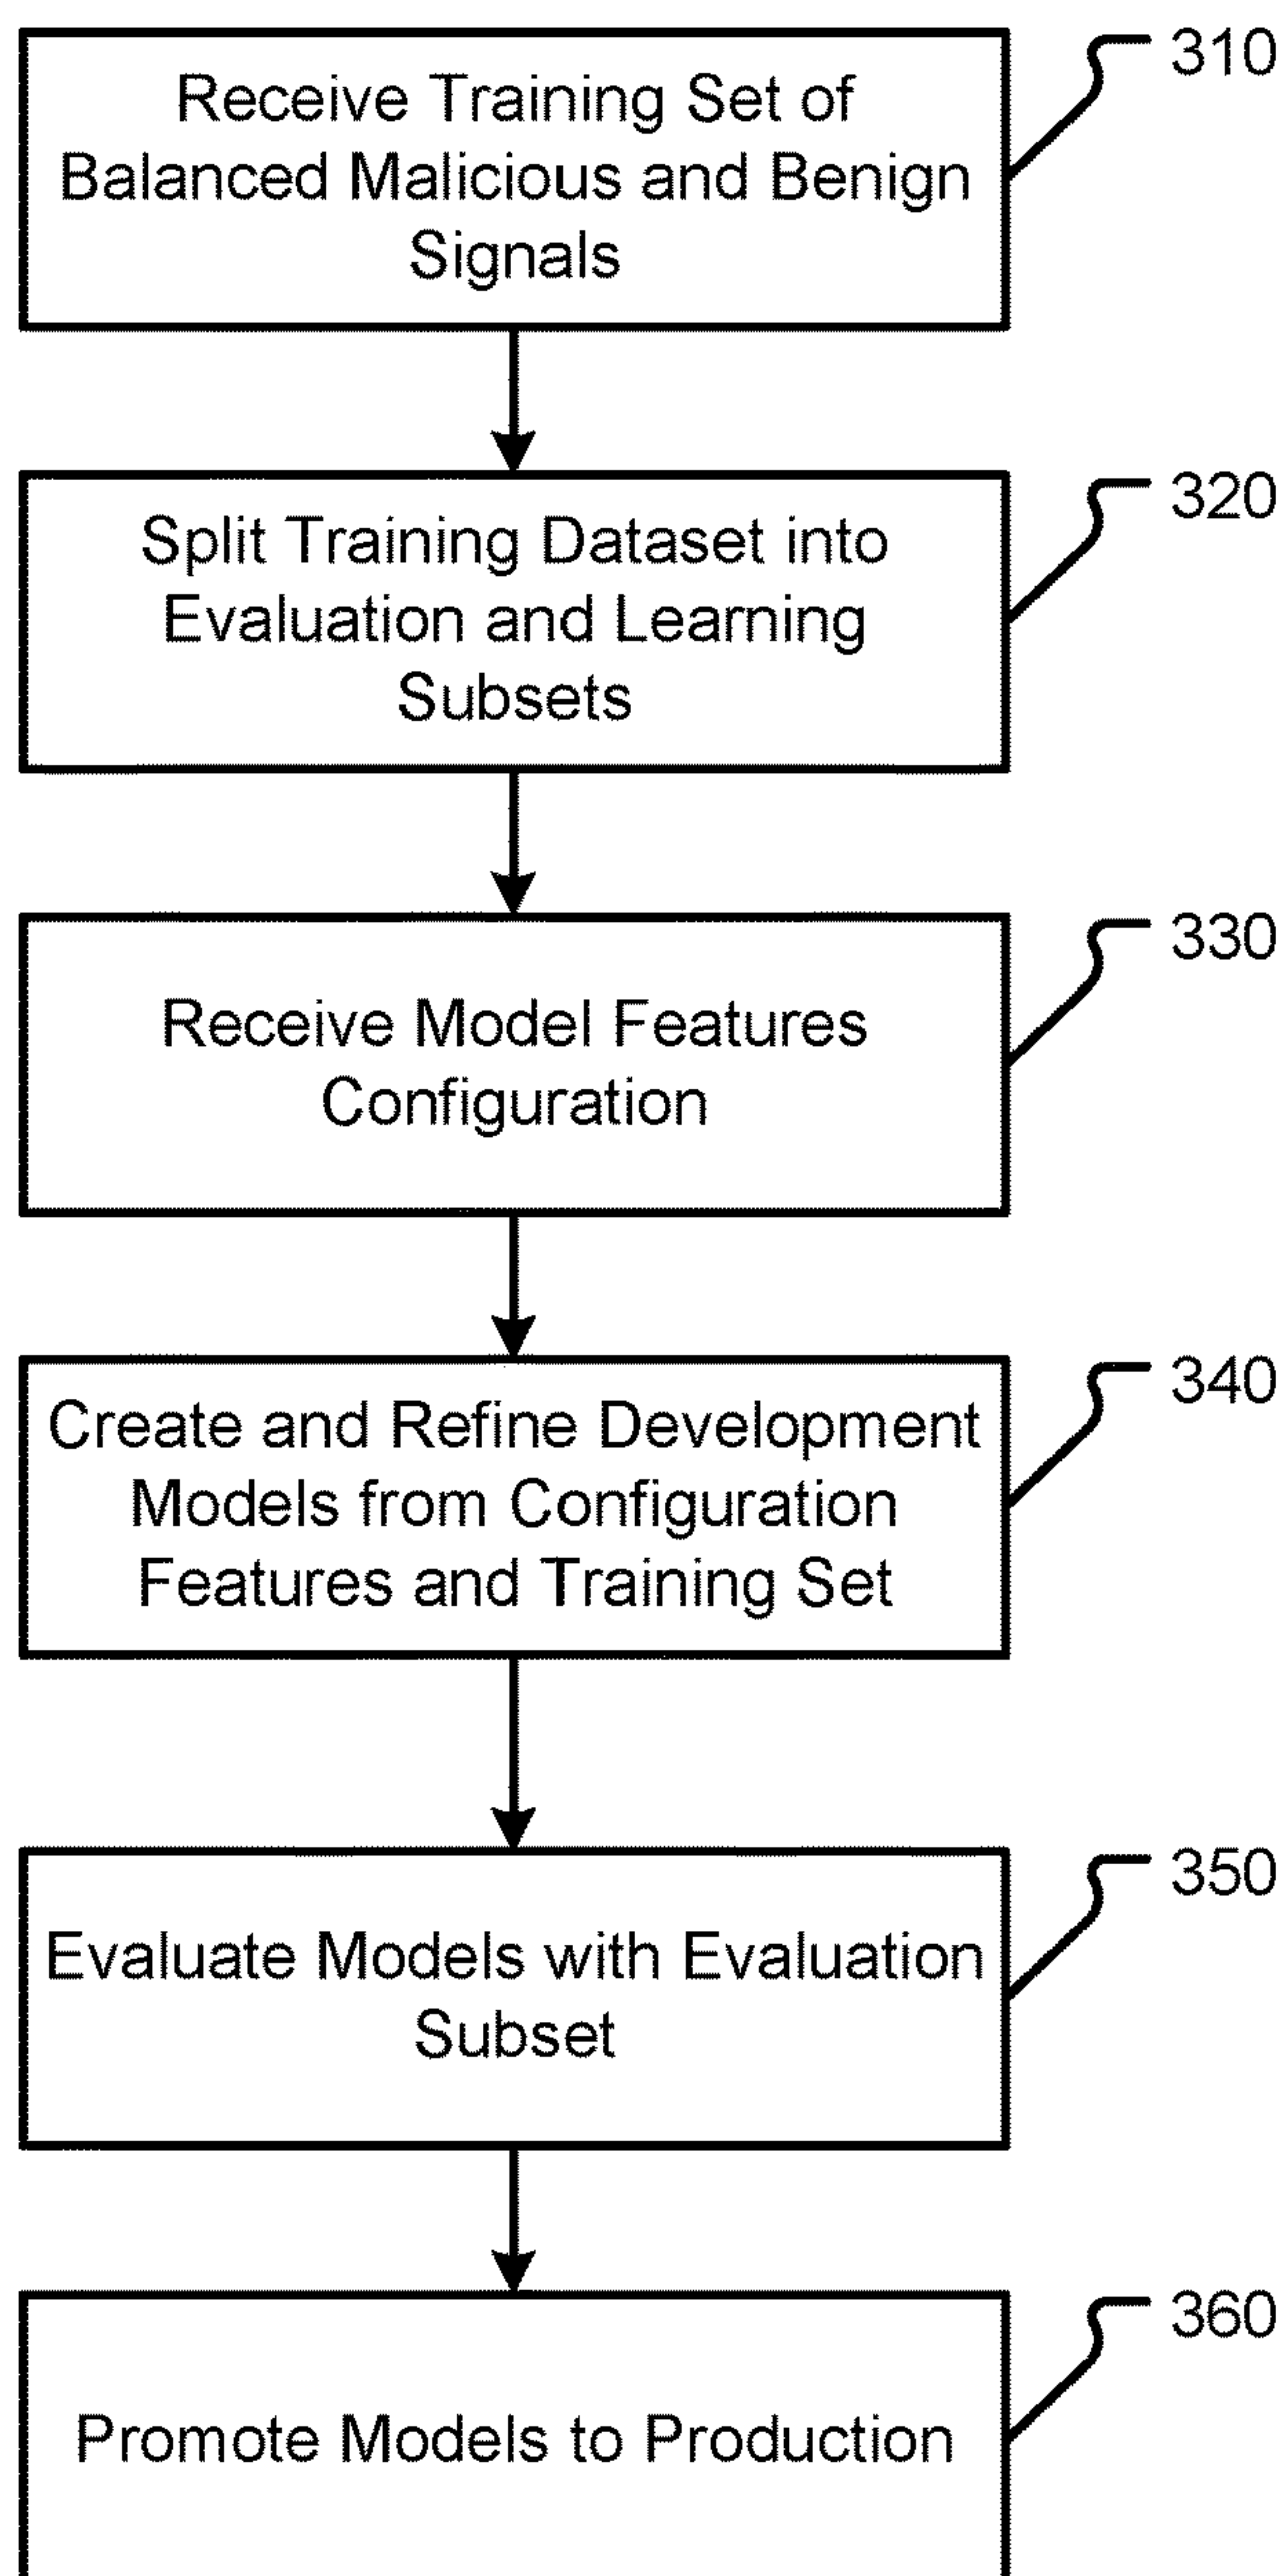 Receive Training Set of
Balanced Malicious and Benign
Signals
310
Split Training Dataset into
Evaluation and Learning
Subsets
320
Receive Model Features
Configuration
330
Create and Refine Development
Models from Configuration
Features and Training Set
340
Evaluate Models with Evaluation
Subset
350
Promote Models to Production
360